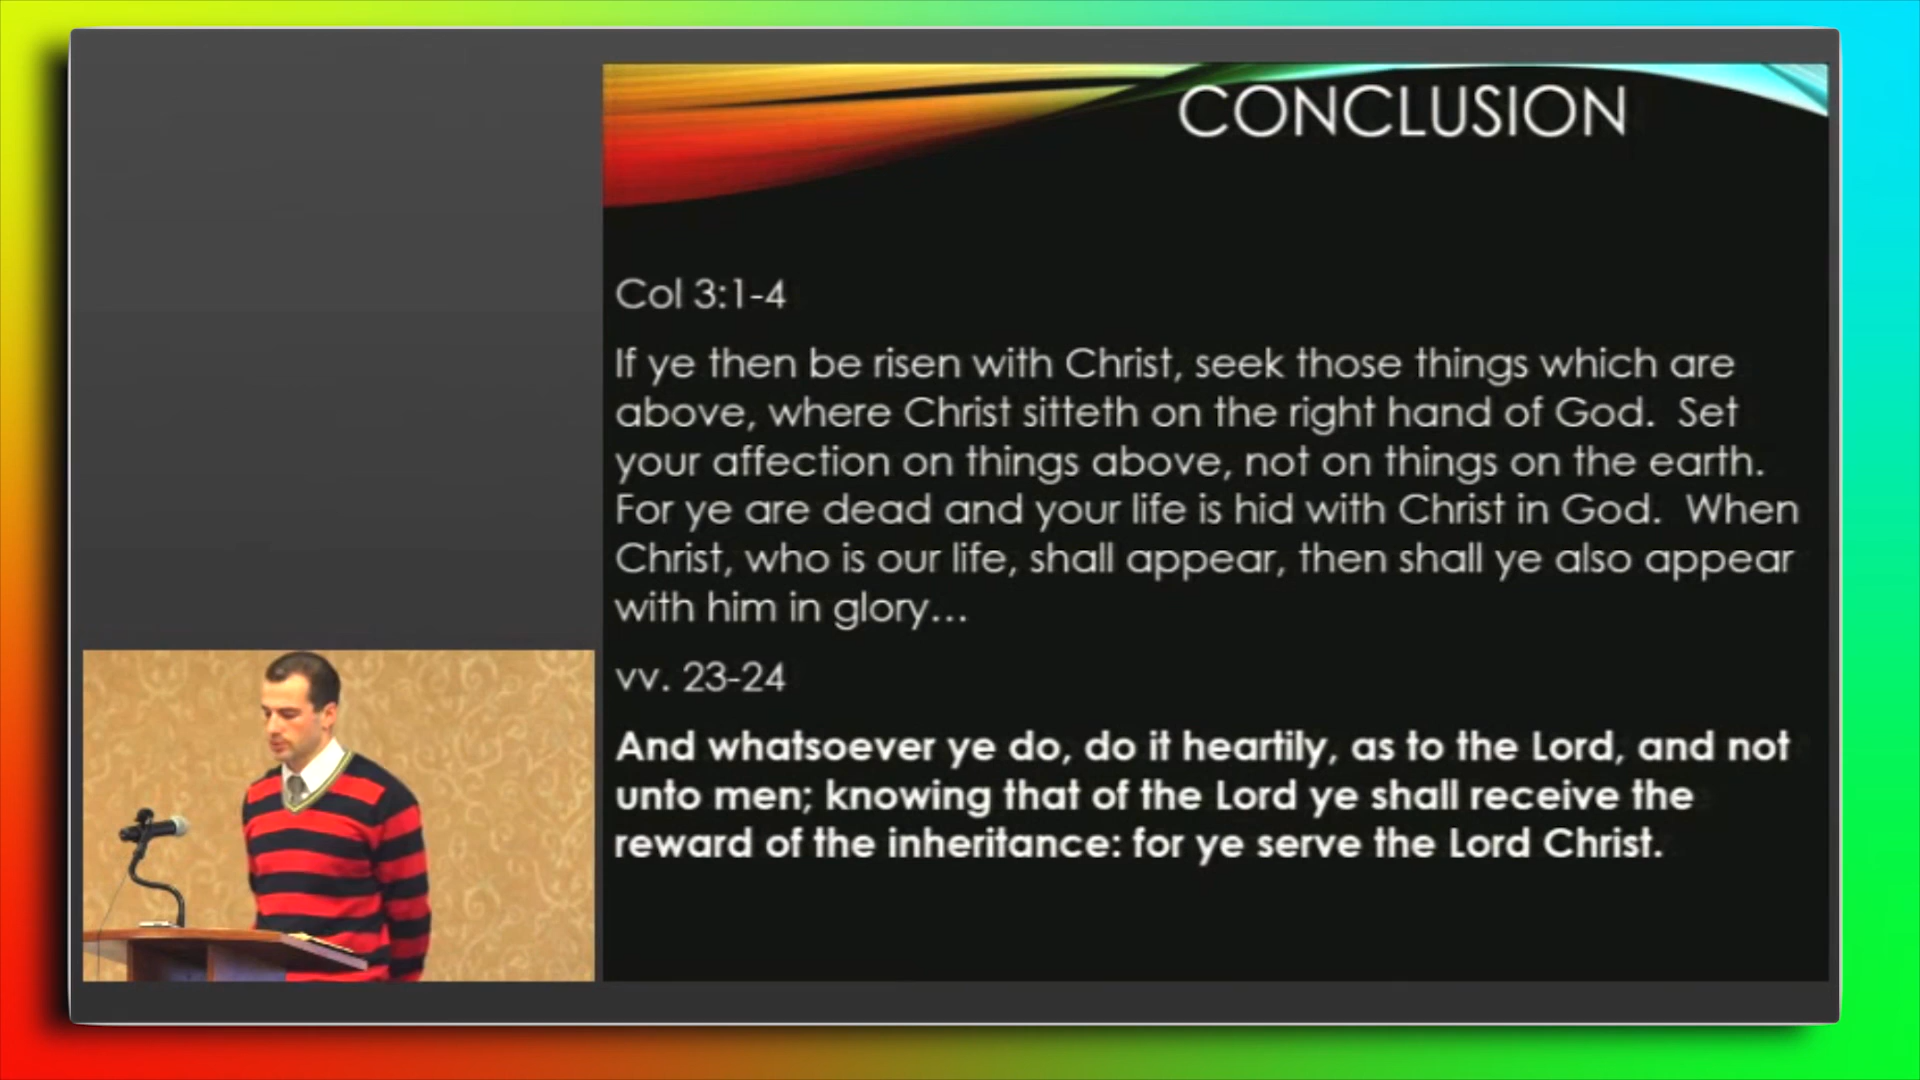 CONCLUSION
Col 3:1-4
If ye then be risen with Christ, seek those things which are
above, where Christ sitteth on the right hand of God.  Set
your affection on things above, not on things on the earth.
For ye are dead and your life is hid with Christ in God.  When
Christ, who is our life, shall appear, then shall ye also appear
with him in glory…
vv. 23-24
And whatsoever ye do, do it heartily, as to the Lord, and not
unto men; knowing that of the Lord ye shall receive the
reward of the inheritance: for ye serve the Lord Christ.